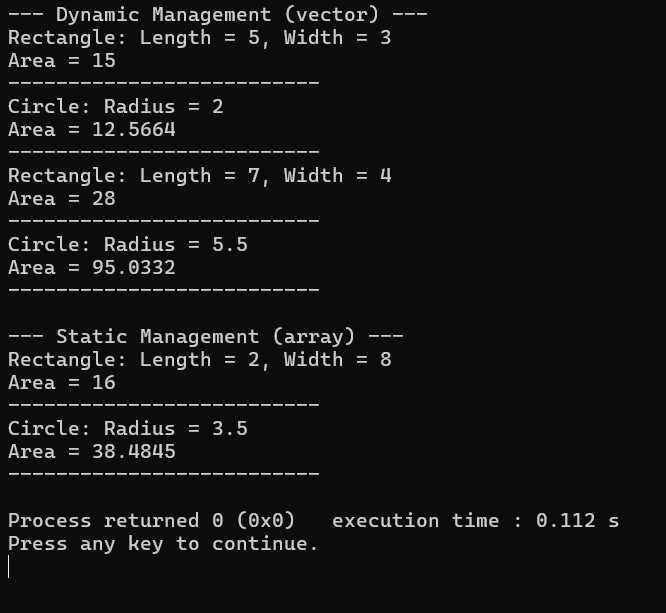 --- Dynamic Management (vector) ---
Rectangle: Length = 5, Width = 3
Area = 15
--------------------------
Circle: Radius = 2
Area = 12.5664
--------------------------
Rectangle: Length = 7, Width = 4
Area = 28
--------------------------
Circle: Radius = 5.5
Area = 95.0332
--------------------------

--- Static Management (array) ---
Rectangle: Length = 2, Width = 8
Area = 16
--------------------------
Circle: Radius = 3.5
Area = 38.4845
--------------------------

Process returned 0 (0x0)   execution time : 0.112 s
Press any key to continue.